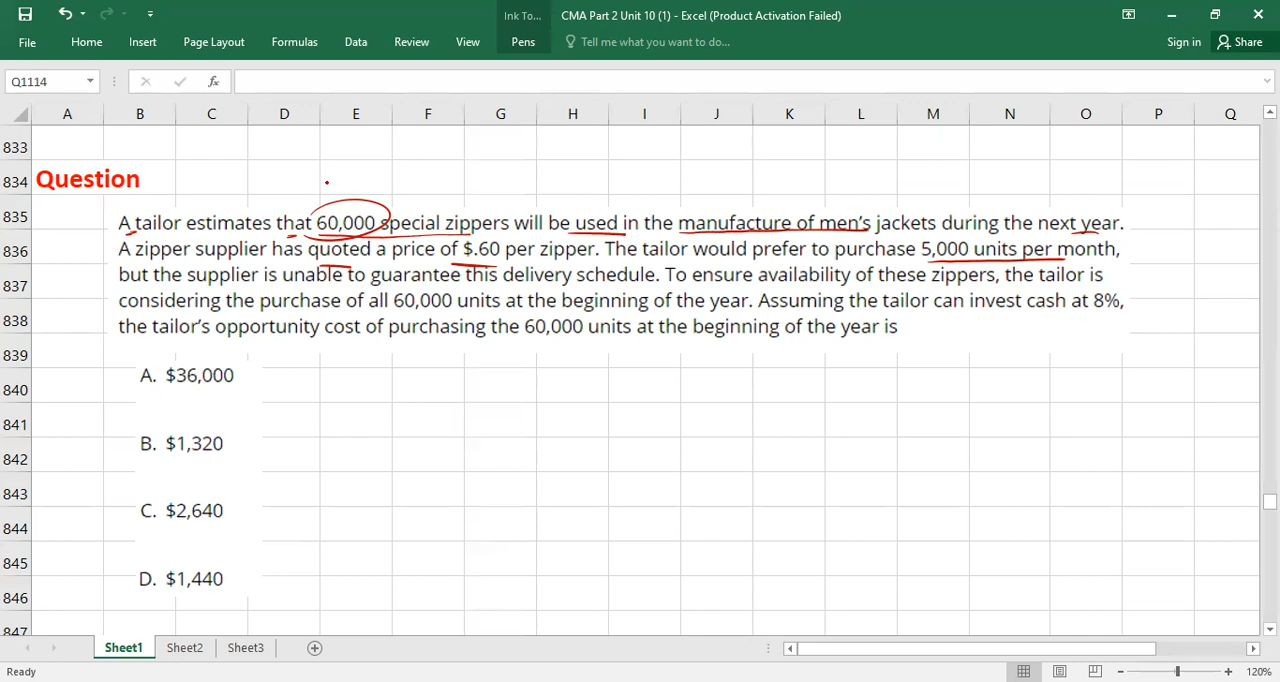 Ink To...
CMA Part 2 Unit 10 (1) - Excel (Product Activation Failed)
File Home Insert Page Layout Formulas Data Review View Pens Tell me what you want to do... Sign in Share
Q1114 fx
A B C D E F G H I J K L M N O P Q
833
834 Question
835 A tailor estimates that 60,000 special zippers will be used in the manufacture of men's jackets during the next year.
836 A zipper supplier has quoted a price of $.60 per zipper. The tailor would prefer to purchase 5,000 units per month,
837 but the supplier is unable to guarantee this delivery schedule. To ensure availability of these zippers, the tailor is
838 considering the purchase of all 60,000 units at the beginning of the year. Assuming the tailor can invest cash at 8%,
839 the tailor's opportunity cost of purchasing the 60,000 units at the beginning of the year is
840 A. $36,000
841
842 B. $1,320
843
844 C. $2,640
845
846 D. $1,440
847
Sheet1 Sheet2 Sheet3
Ready 120%